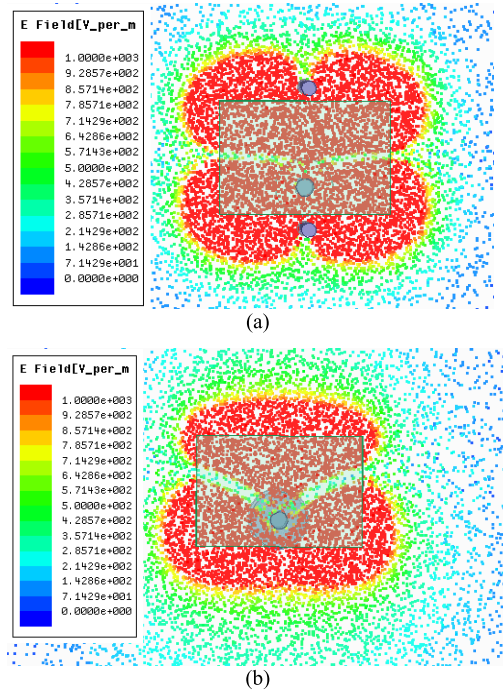 E Field[V_per_m
1.0000e+003
9.2857e+002
8.5714e+002
7.8571e+002
7.1429e+002
6.4286e+002
5.7143e+002
5.0000e+002
4.2857e+002
3.5714e+002
2.8571e+002
2.1429e+002
1.4286e+002
7.1429e+001
0.0000e+000
(a)
E Field[V_per_m
1.0000e+003
9.2857e+002
8.5714e+002
7.8571e+002
7.1429e+002
6.4286e+002
5.7143e+002
5.0000e+002
4.2857e+002
3.5714e+002
2.8571e+002
2.1429e+002
1.4286e+002
7.1429e+001
0.0000e+000
(b)